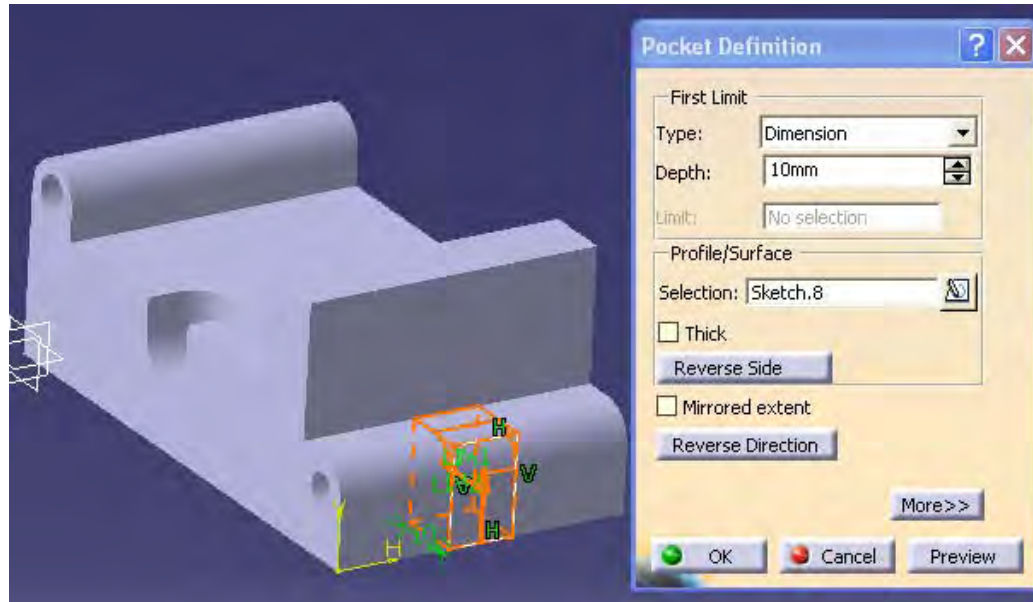 Pocket Definition
First Limit
Type: Dimension
Depth: 10mm
Limit: No selection
Profile/Surface
Selection: Sketch.8
Thick
Reverse Side
Mirrored extent
Reverse Direction
More>>
OK Cancel Preview
H
V
H
H